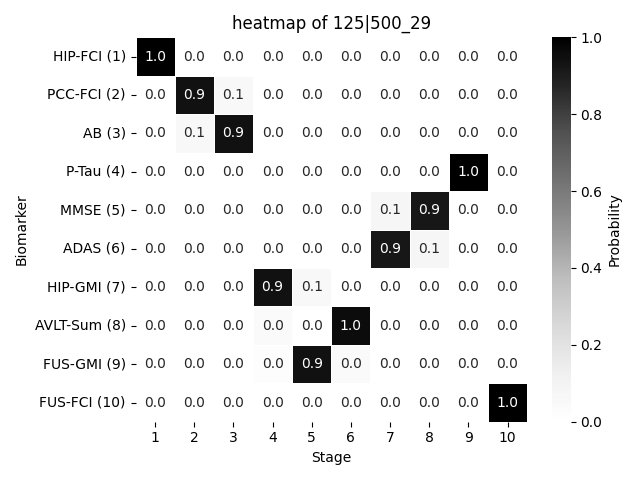 heatmap of 125|500_29
HIP-FCI (1) 1.0 0.0 0.0 0.0 0.0 0.0 0.0 0.0 0.0 0.0
PCC-FCI (2) 0.0 0.9 0.1 0.0 0.0 0.0 0.0 0.0 0.0 0.0
AB (3) 0.0 0.1 0.9 0.0 0.0 0.0 0.0 0.0 0.0 0.0
P-Tau (4) 0.0 0.0 0.0 0.0 0.0 0.0 0.0 0.0 1.0 0.0
MMSE (5) 0.0 0.0 0.0 0.0 0.0 0.0 0.1 0.9 0.0 0.0
ADAS (6) 0.0 0.0 0.0 0.0 0.0 0.0 0.9 0.1 0.0 0.0
HIP-GMI (7) 0.0 0.0 0.0 0.9 0.1 0.0 0.0 0.0 0.0 0.0
AVLT-Sum (8) 0.0 0.0 0.0 0.0 0.0 1.0 0.0 0.0 0.0 0.0
FUS-GMI (9) 0.0 0.0 0.0 0.0 0.9 0.0 0.0 0.0 0.0 0.0
FUS-FCI (10) 0.0 0.0 0.0 0.0 0.0 0.0 0.0 0.0 0.0 1.0
1 2 3 4 5 6 7 8 9 10
Stage
Biomarker
1.0
0.8
0.6
0.4
0.2
0.0
Probability